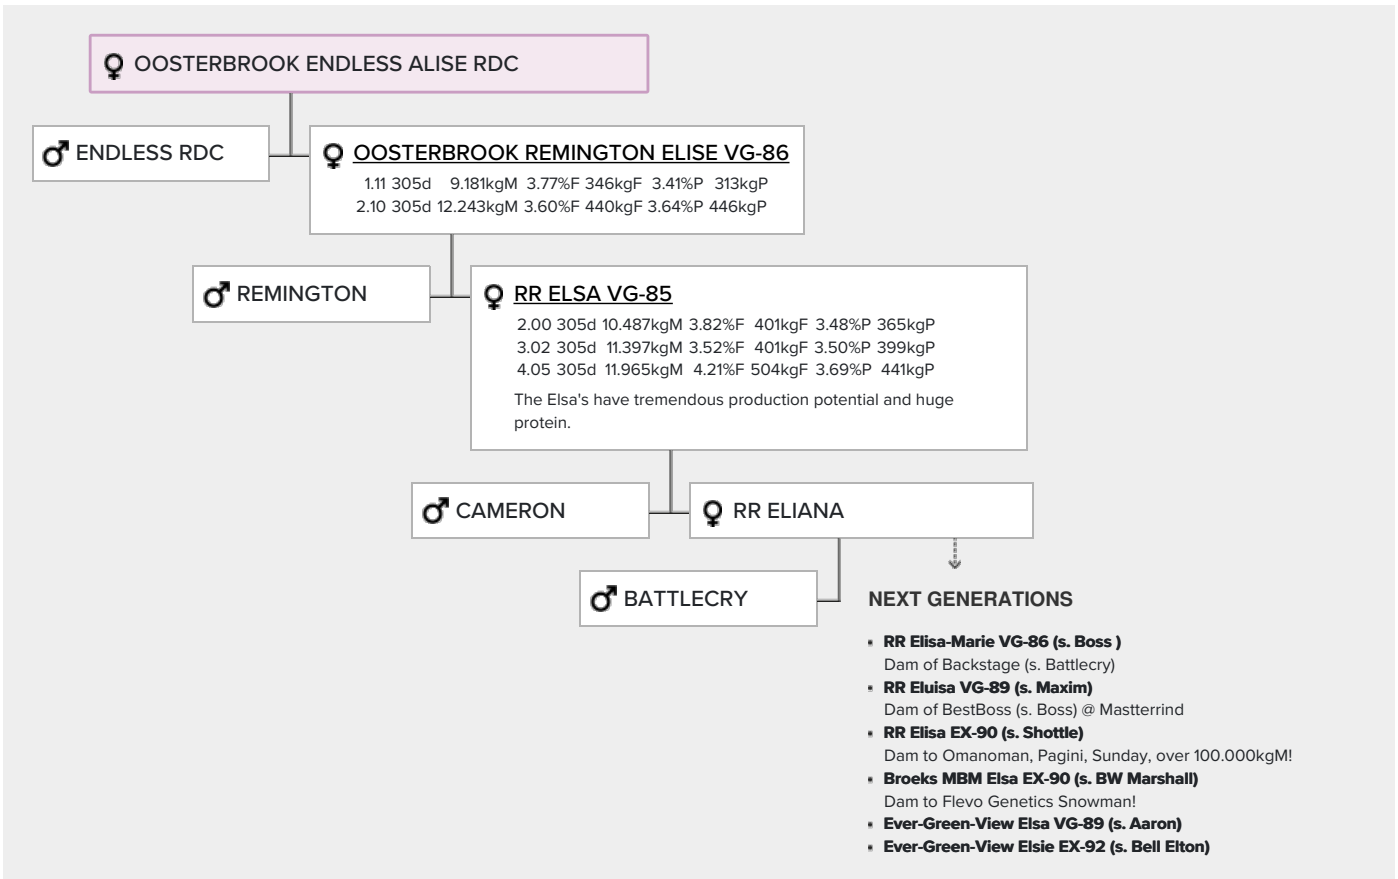 OOSTERBROOK ENDLESS ALISE RDC
ENDLESS RDC
OOSTERBROOK REMINGTON ELISE VG-86
1.11 305d 9.181kgM 3.77%F 346kgF 3.41%P 313kgP
2.10 305d 12.243kgM 3.60%F 440kgF 3.64%P 446kgP
REMINGTON
RR ELSA VG-85
2.00 305d 10.487kgM 3.82%F 401kgF 3.48%P 365kgP
3.02 305d 11.397kgM 3.52%F 401kgF 3.50%P 399kgP
4.05 305d 11.965kgM 4.21%F 504kgF 3.69%P 441kgP
The Elsa's have tremendous production potential and huge
protein.
CAMERON
RR ELIANA
BATTLECRY
NEXT GENERATIONS
RR Elisa-Marie VG-86 (s. Boss )
Dam of Backstage (s. Battlecry)
RR Eluisa VG-89 (s. Maxim)
Dam of BestBoss (s. Boss) @ Mastterrind
RR Elisa EX-90 (s. Shottle)
Dam to Omanoman, Pagini, Sunday, over 100.000kgM!
Broeks MBM Elsa EX-90 (s. BW Marshall)
Dam to Flevo Genetics Snowman!
Ever-Green-View Elsa VG-89 (s. Aaron)
Ever-Green-View Elsie EX-92 (s. Bell Elton)